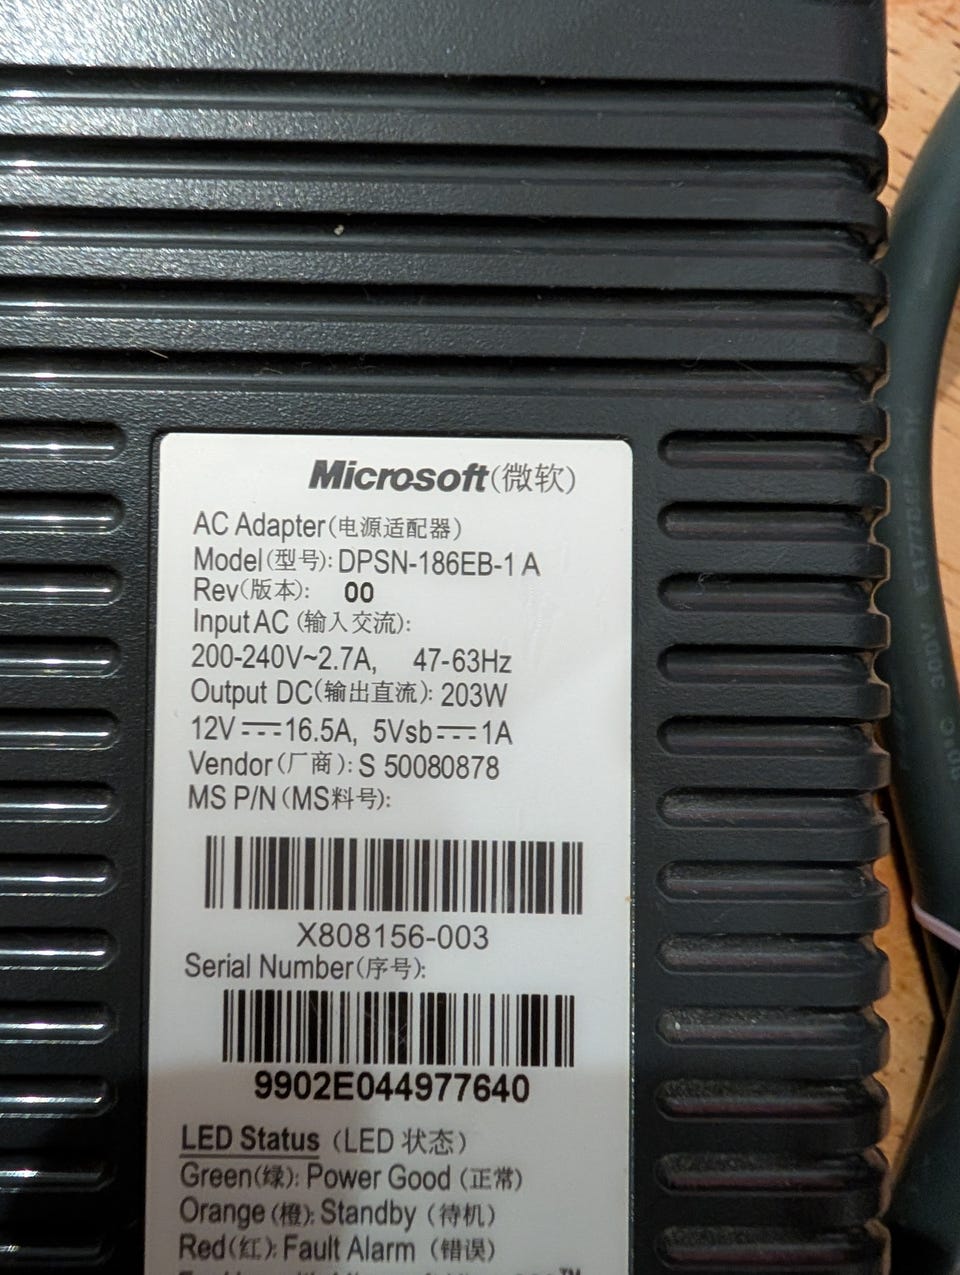 Microsoft(微软)
AC Adapter(电源适配器)
Model(型号): DPSN-186EB-1 A
Rev(版本): 00
Input AC (输入交流):
200-240V~2.7A, 47-63Hz
Output DC(输出直流): 203W
12V⎓16.5A, 5Vsb⎓1A
Vendor(厂商): S 50080878
MS P/N(MS料号):
X808156-003
Serial Number(序号):
9902E044977640
LED Status (LED 状态)
Green(绿): Power Good (正常)
Orange(橙): Standby (待机)
Red(红): Fault Alarm (错误)
300V